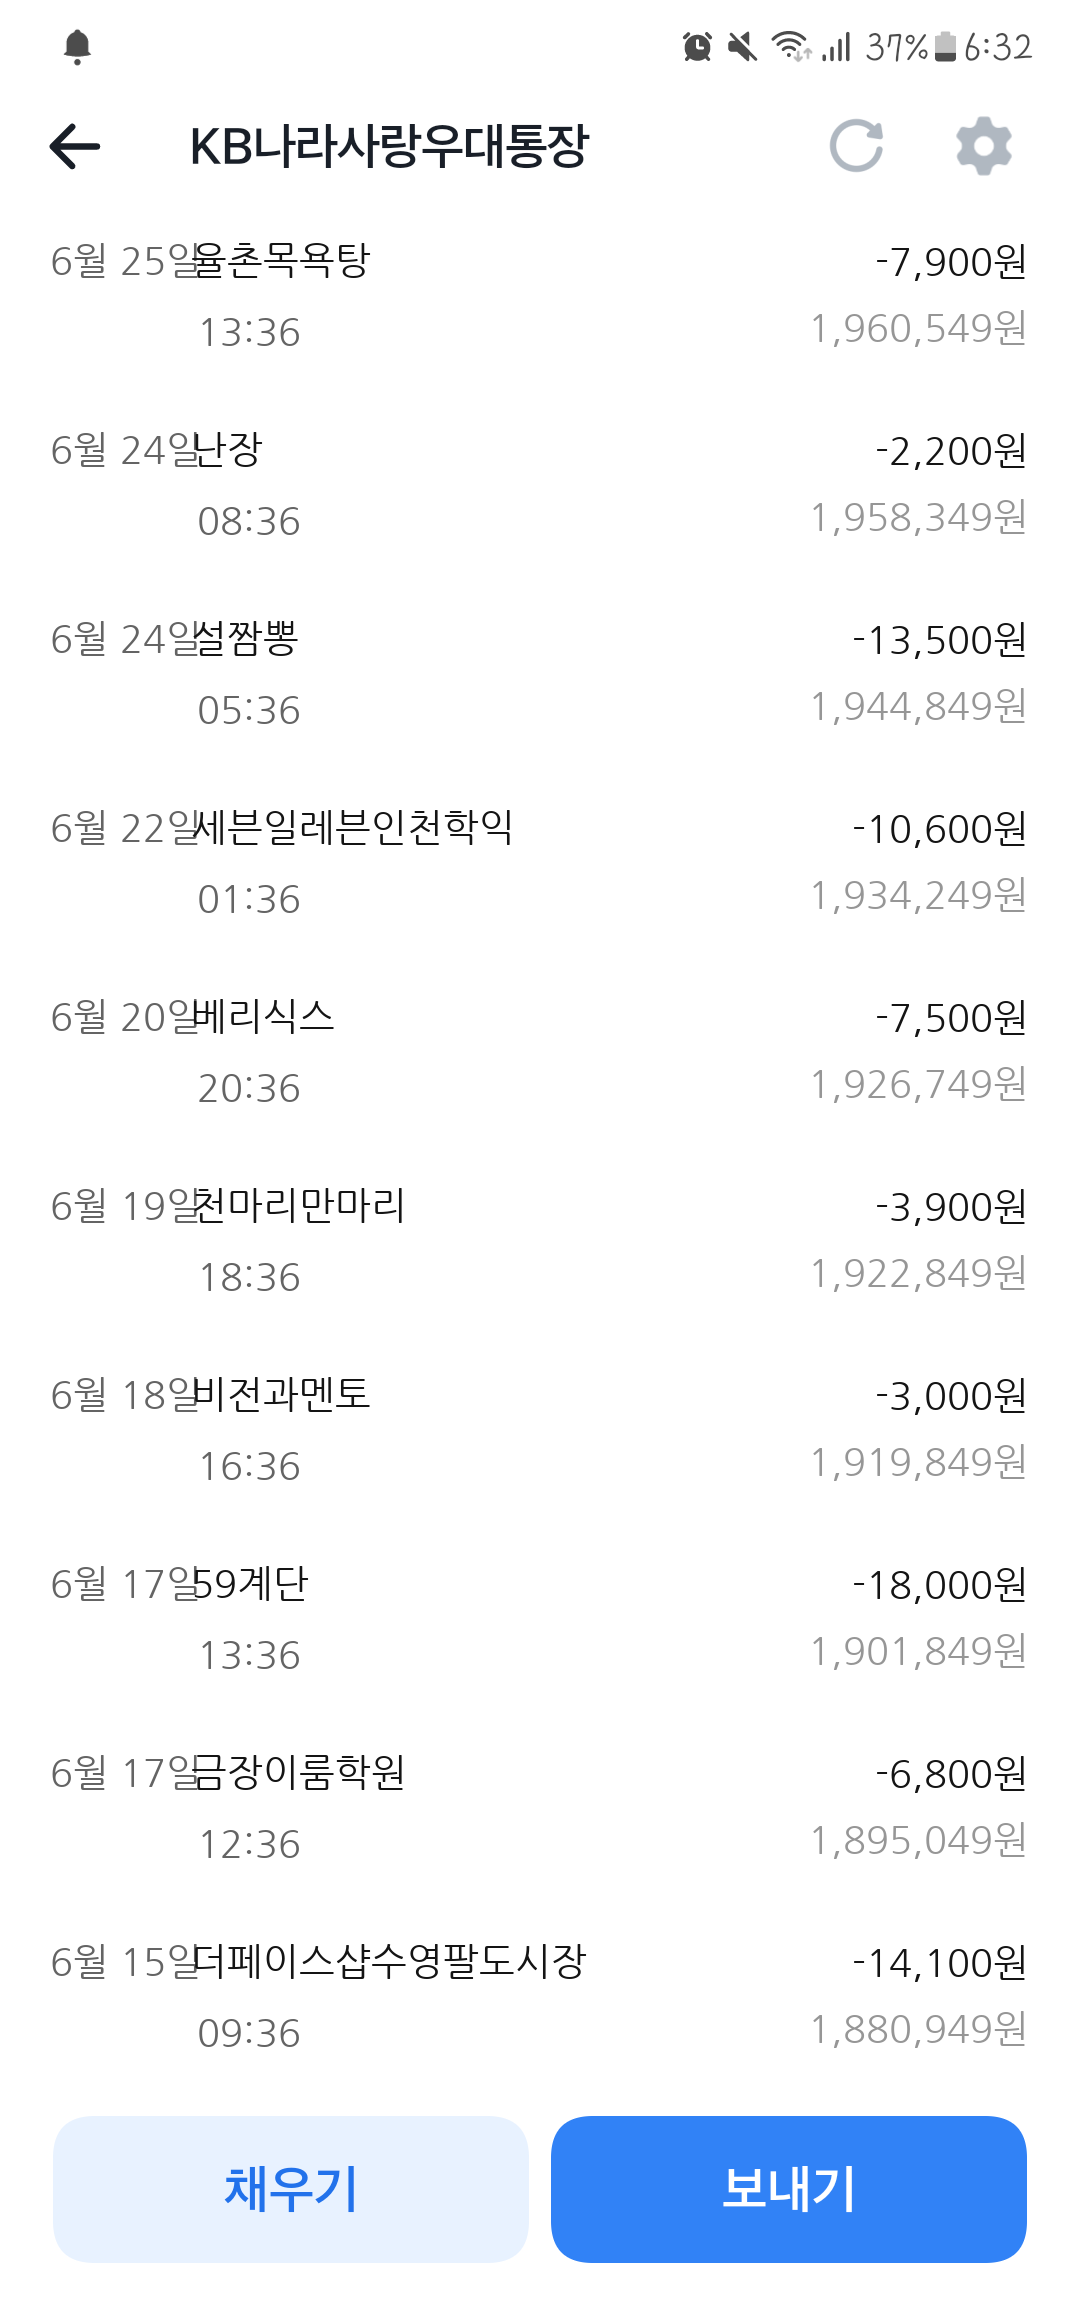 37% 6:32
KB나라사랑우대통장
6월 25일 율촌목욕탕 -7,900원
13:36 1,960,549원
6월 24일 난장 -2,200원
08:36 1,958,349원
6월 24일 설짬뽕 -13,500원
05:36 1,944,849원
6월 22일 세븐일레븐인천학익 -10,600원
01:36 1,934,249원
6월 20일 베리식스 -7,500원
20:36 1,926,749원
6월 19일 천마리만마리 -3,900원
18:36 1,922,849원
6월 18일 비전과멘토 -3,000원
16:36 1,919,849원
6월 17일 59계단 -18,000원
13:36 1,901,849원
6월 17일 금장이룸학원 -6,800원
12:36 1,895,049원
6월 15일 더페이스샵수영팔도시장 -14,100원
09:36 1,880,949원
채우기 보내기